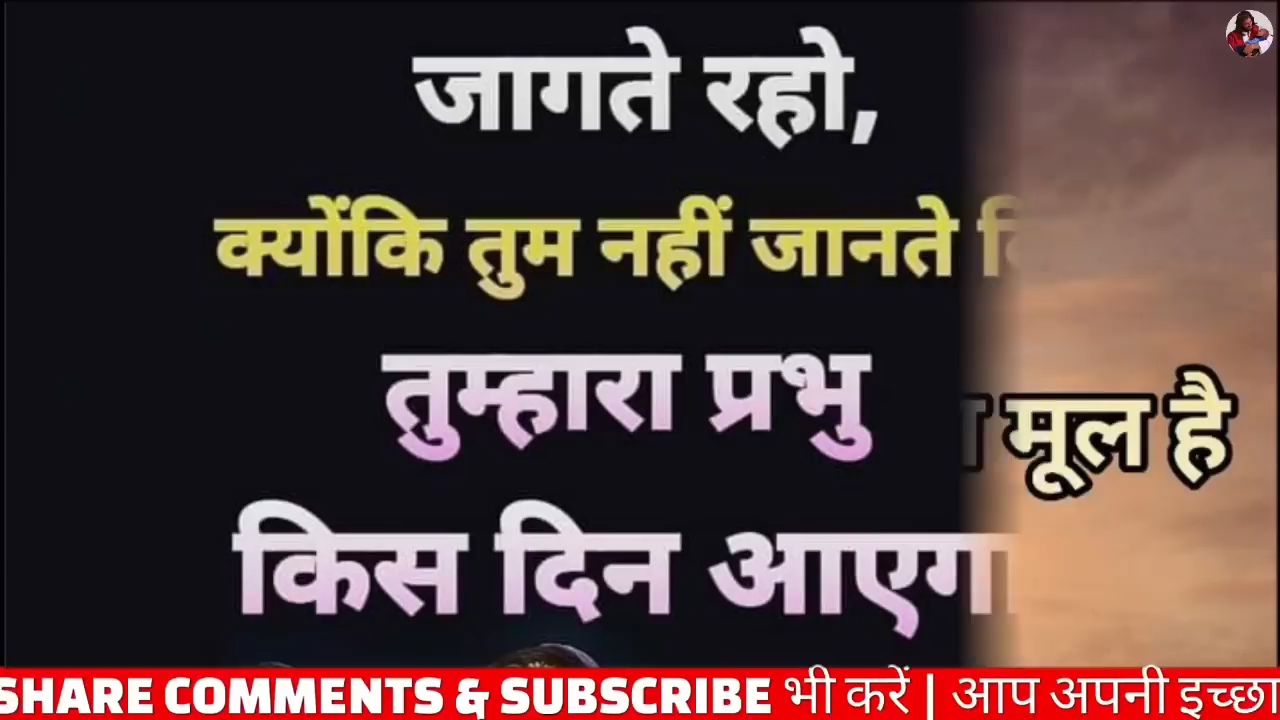 जागते रहो,
क्योंकि तुम नहीं जानते
तुम्हारा प्रभु
मूल है
किस दिन आएगा
SHARE COMMENTS & SUBSCRIBE भी करें | आप अपनी इच्छा